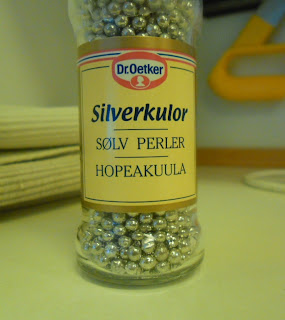 Dr.Oetker
Silverkulor
SØLV PERLER
HOPEAKUULA